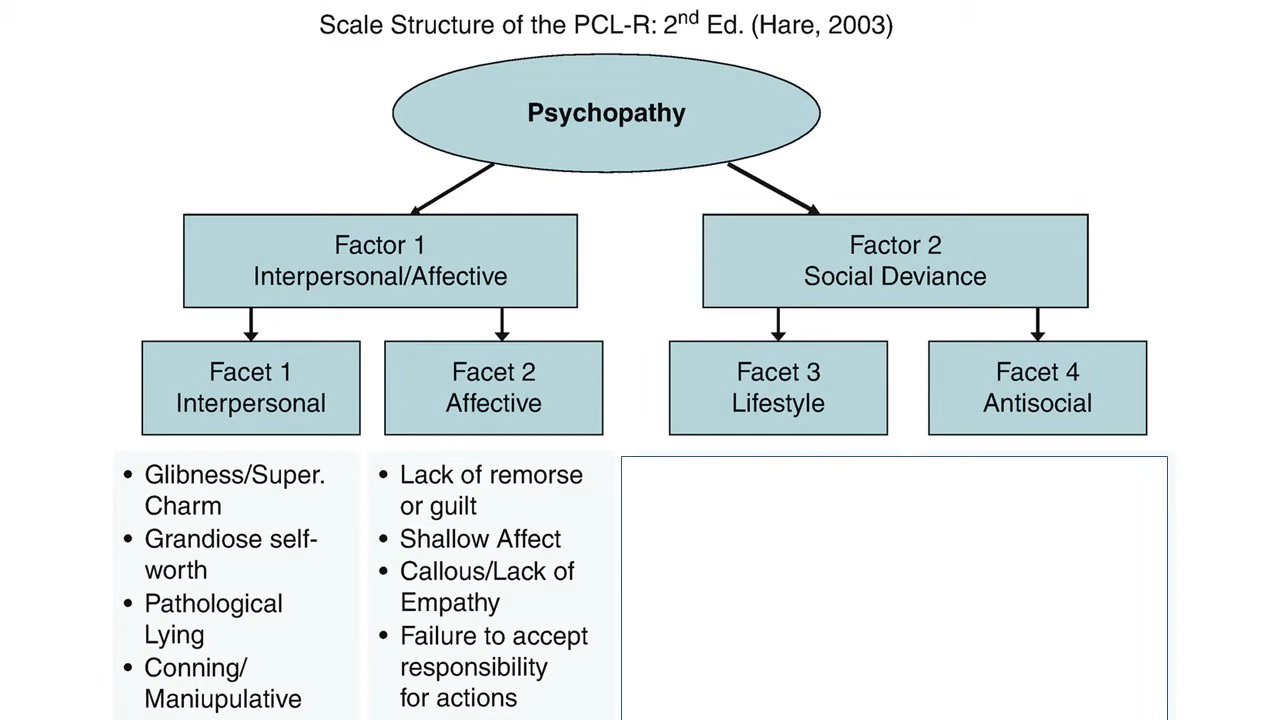 Scale Structure of the PCL-R: 2nd Ed. (Hare, 2003)
Psychopathy
Factor 1
Interpersonal/Affective
Factor 2
Social Deviance
Facet 1
Interpersonal
Facet 2
Affective
Facet 3
Lifestyle
Facet 4
Antisocial
• Glibness/Super.
Charm
• Grandiose self-
worth
• Pathological
Lying
• Conning/
Maniupulative
• Lack of remorse
or guilt
• Shallow Affect
• Callous/Lack of
Empathy
• Failure to accept
responsibility
for actions